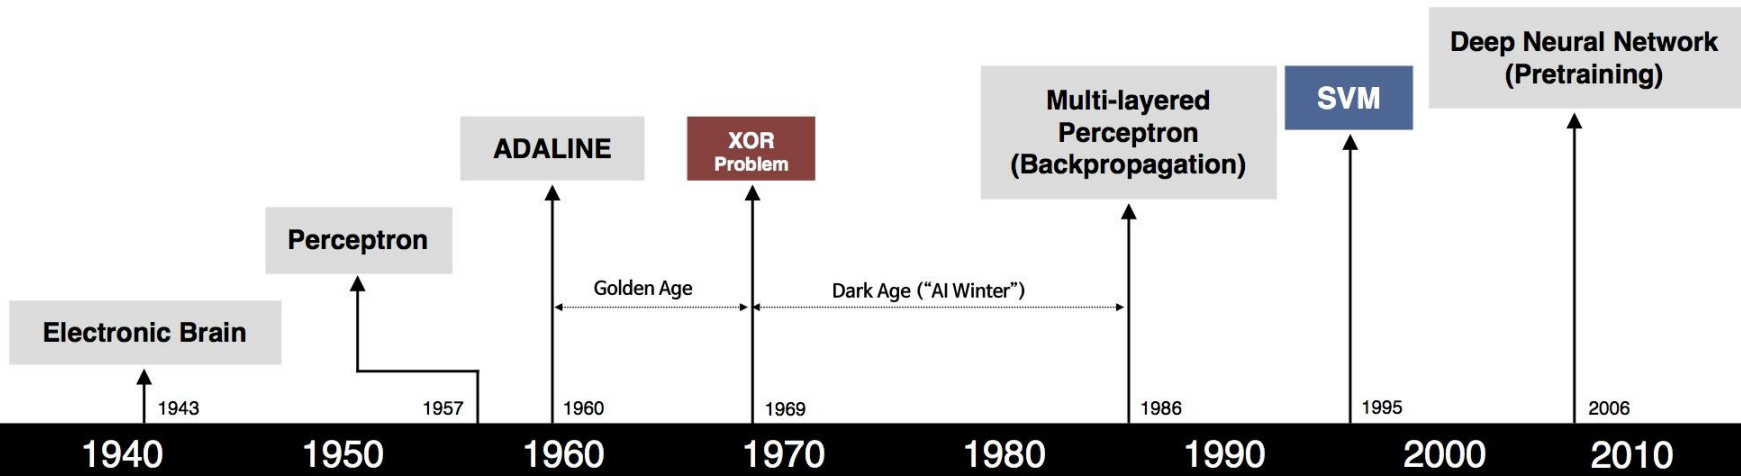 Deep Neural Network
(Pretraining)
Multi-layered
Perceptron
(Backpropagation)
SVM
ADALINE
XOR
Problem
Perceptron
Golden Age
Dark Age (“AI Winter”)
Electronic Brain
1943
1957
1960
1969
1986
1995
2006
1940
1950
1960
1970
1980
1990
2000
2010